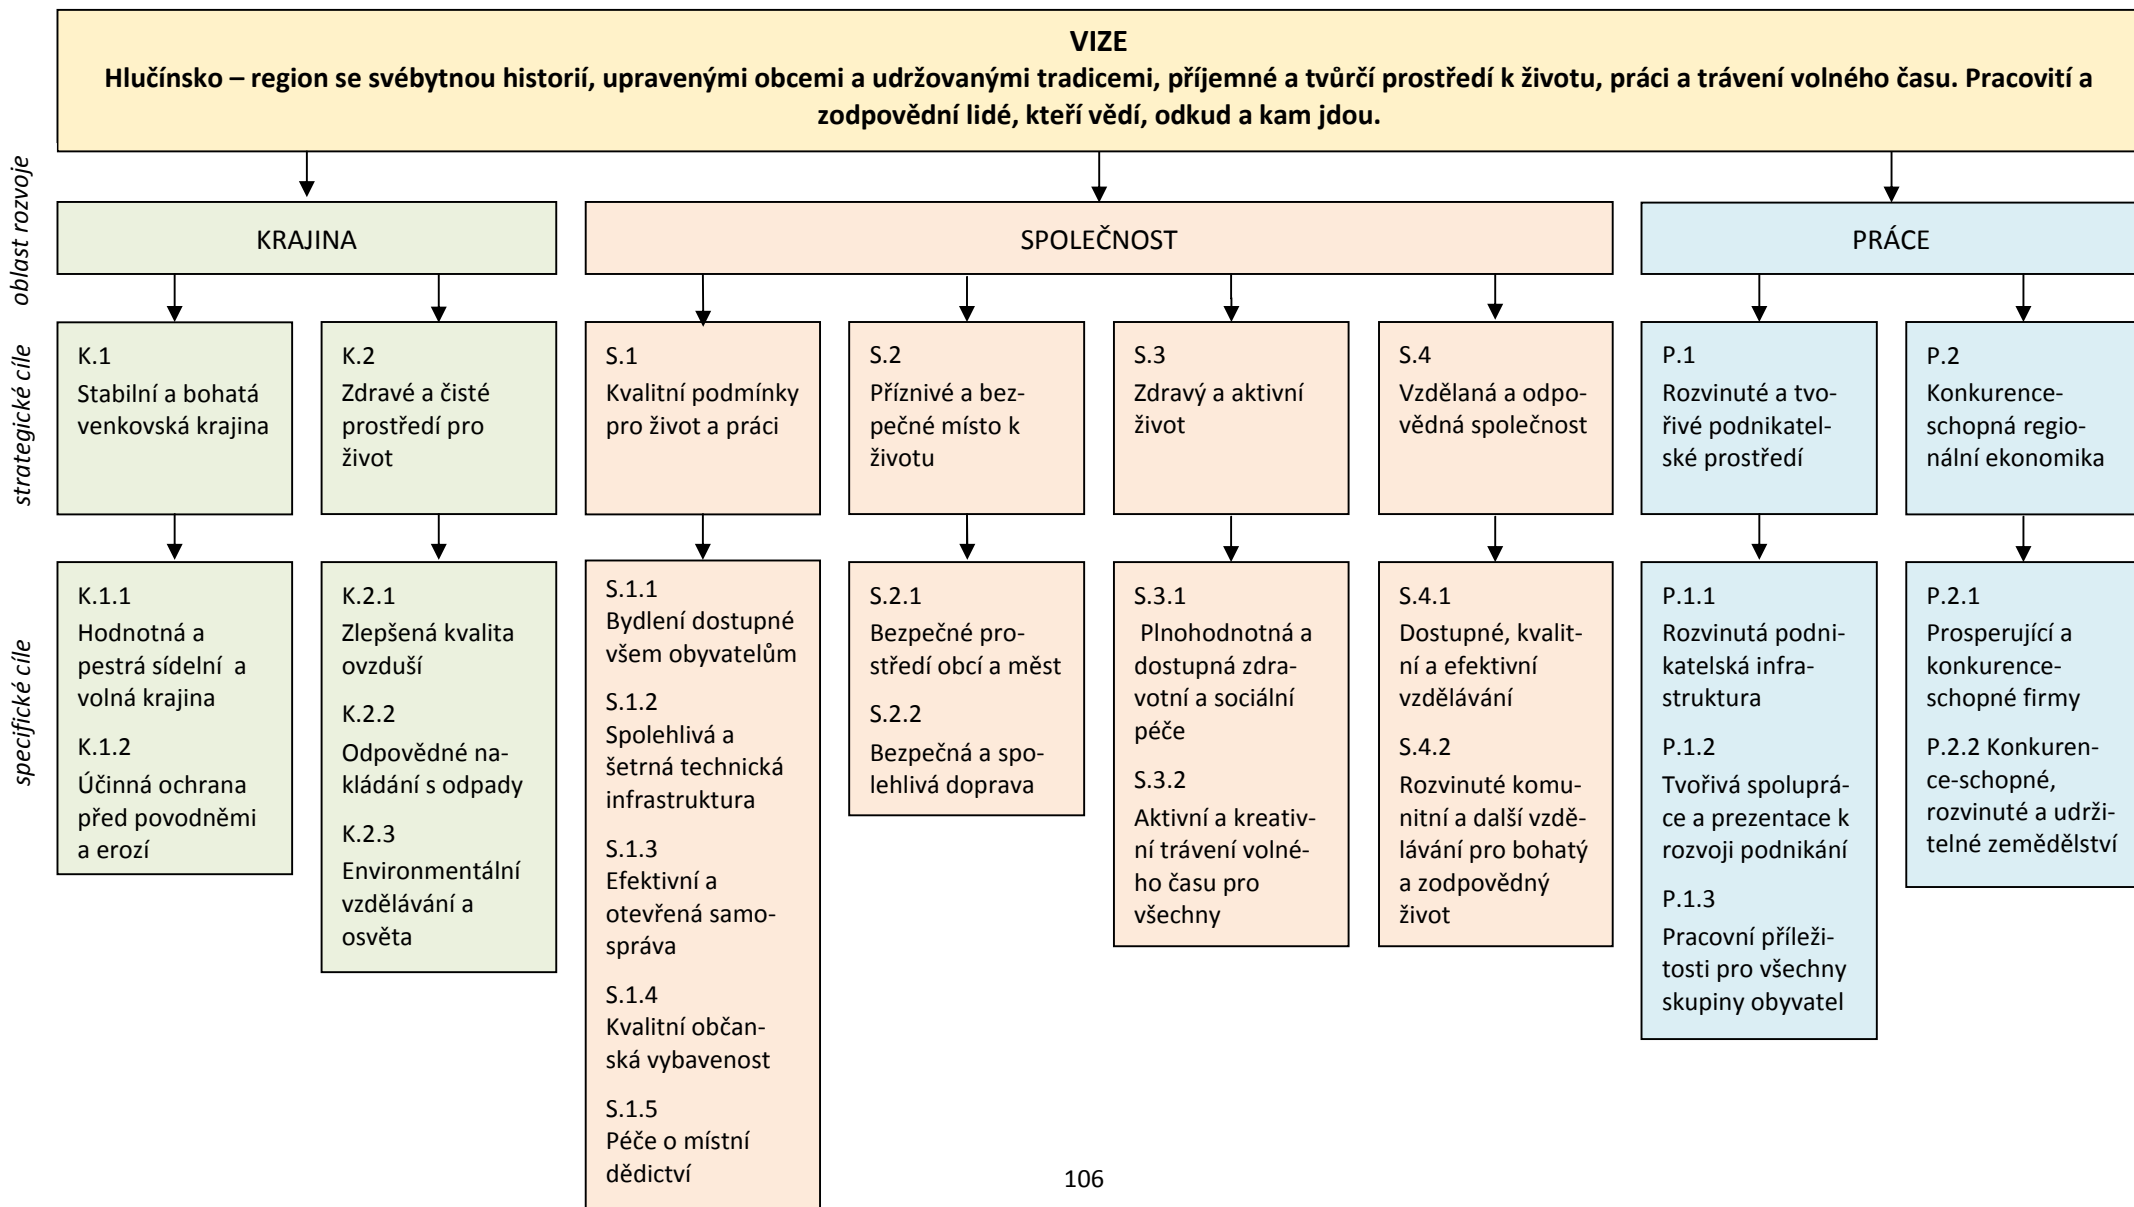 VIZE
Hlučínsko – region se svébytnou historií, upravenými obcemi a udržovanými tradicemi, příjemné a tvůrčí prostředí k životu, práci a trávení volného času. Pracovití a
zodpovědní lidé, kteří vědí, odkud a kam jdou.
oblast rozvoje
KRAJINA
SPOLEČNOST
PRÁCE
strategické cíle
K.1
Stabilní a bohatá
venkovská krajina
K.2
Zdravé a čisté
prostředí pro
život
S.1
Kvalitní podmínky
pro život a práci
S.2
Příznivé a bez-
pečné místo k
životu
S.3
Zdravý a aktivní
život
S.4
Vzdělaná a odpo-
vědná společnost
P.1
Rozvinuté a tvo-
řivé podnikatel-
ské prostředí
P.2
Konkurence-
schopná regio-
nální ekonomika
specifické cíle
K.1.1
Hodnotná a
pestrá sídelní  a
volná krajina
K.1.2
Účinná ochrana
před povodněmi
a erozí
K.2.1
Zlepšená kvalita
ovzduší
K.2.2
Odpovědné na-
kládání s odpady
K.2.3
Environmentální
vzdělávání a
osvěta
S.1.1
Bydlení dostupné
všem obyvatelům
S.1.2
Spolehlivá a
šetrná technická
infrastruktura
S.1.3
Efektivní a
otevřená samo-
správa
S.1.4
Kvalitní občan-
ská vybavenost
S.1.5
Péče o místní
dědictví
S.2.1
Bezpečné pro-
středí obcí a měst
S.2.2
Bezpečná a spo-
lehlivá doprava
S.3.1
Plnohodnotná a
dostupná zdra-
votní a sociální
péče
S.3.2
Aktivní a kreativ-
ní trávení volné-
ho času pro
všechny
S.4.1
Dostupné, kvalit-
ní a efektivní
vzdělávání
S.4.2
Rozvinuté komu-
nitní a další vzdě-
lávání pro bohatý
a zodpovědný
život
P.1.1
Rozvinutá podni-
katelská infra-
struktura
P.1.2
Tvořivá spoluprá-
ce a prezentace k
rozvoji podnikání
P.1.3
Pracovní příleži-
tosti pro všechny
skupiny obyvatel
P.2.1
Prosperující a
konkurence-
schopné firmy
P.2.2 Konkuren-
ce-schopné,
rozvinuté a udrži-
telné zemědělství
106